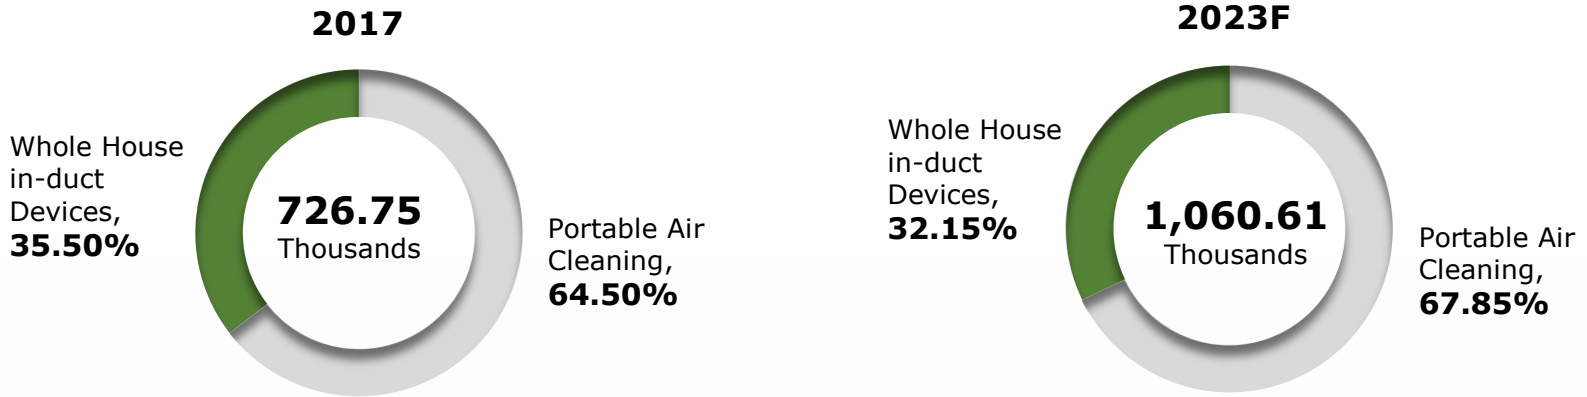 2017
Whole House
in-duct
Devices,
35.50%
726.75
Thousands
Portable Air
Cleaning,
64.50%
2023F
Whole House
in-duct
Devices,
32.15%
1,060.61
Thousands
Portable Air
Cleaning,
67.85%